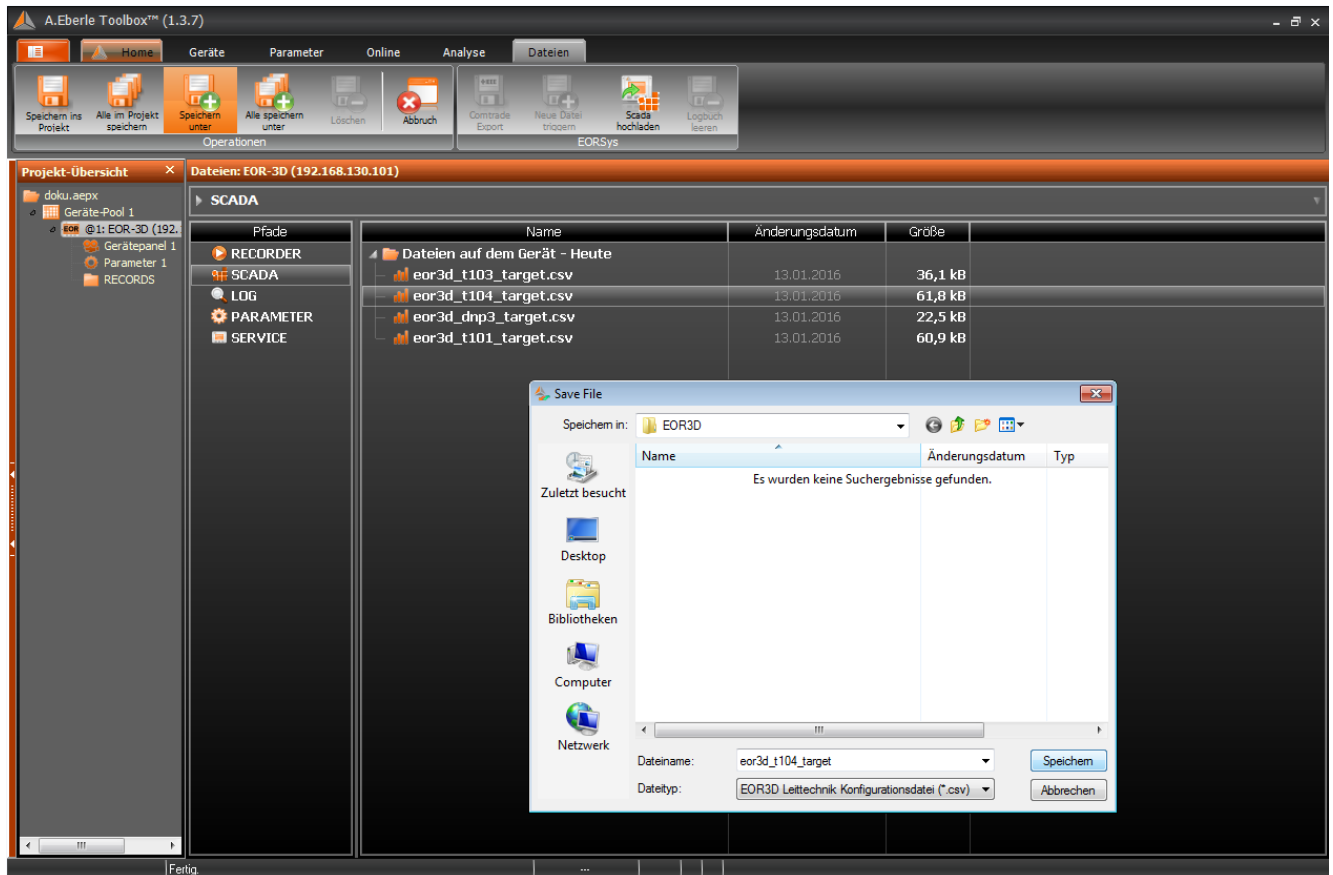 A.Eberle Toolbox™ (1.3.7)
Home Geräte Parameter Online Analyse Dateien
Speichern ins Projekt
Alle im Projekt speichern
Speichern unter
Alle speichern unter
Löschen
Abbruch
Comtrade Export
Neue Datei triggern
Scada hochladen
Logbuch leeren
Operationen
EORSys
Projekt-Übersicht
Dateien: EOR-3D (192.168.130.101)
doku.aepx
Geräte-Pool 1
EOR @1: EOR-3D (192.
Gerätepanel 1
Parameter 1
RECORDS
SCADA
Pfade
RECORDER
SCADA
LOG
PARAMETER
SERVICE
Name Änderungsdatum Größe
Dateien auf dem Gerät - Heute
eor3d_t103_target.csv 13.01.2016 36,1 kB
eor3d_t104_target.csv 13.01.2016 61,8 kB
eor3d_dnp3_target.csv 13.01.2016 22,5 kB
eor3d_t101_target.csv 13.01.2016 60,9 kB
Save File
Speichern in: EOR3D
Name Änderungsdatum Typ
Es wurden keine Suchergebnisse gefunden.
Zuletzt besucht
Desktop
Bibliotheken
Computer
Netzwerk
Dateiname: eor3d_t104_target Speichern
Dateityp: EOR3D Leittechnik Konfigurationsdatei (*.csv) Abbrechen
Fertig.
...